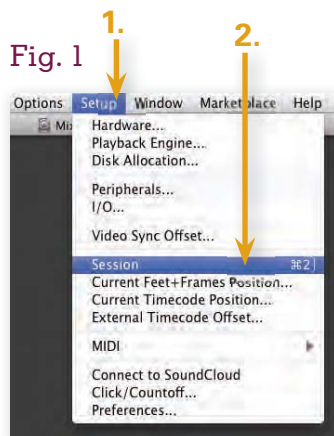 1.
2.
Fig. 1
Options Setup Window Marketplace Help
Mix
Hardware...
Playback Engine...
Disk Allocation...
Peripherals...
I/O...
Video Sync Offset...
Session ⌘2
Current Feet+Frames Position...
Current Timecode Position...
External Timecode Offset...
MIDI
Connect to SoundCloud
Click/Countoff...
Preferences...